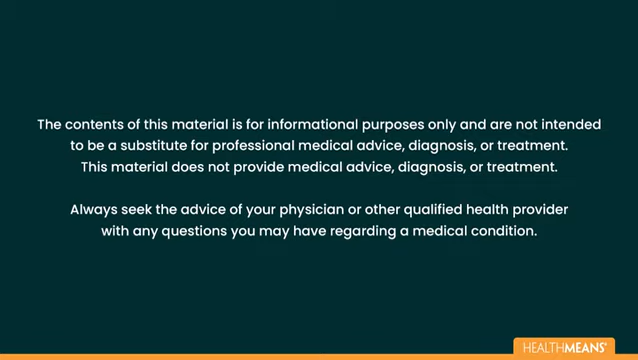 The contents of this material is for informational purposes only and are not intended
to be a substitute for professional medical advice, diagnosis, or treatment.
This material does not provide medical advice, diagnosis, or treatment.
Always seek the advice of your physician or other qualified health provider
with any questions you may have regarding a medical condition.
HEALTHMEANS®